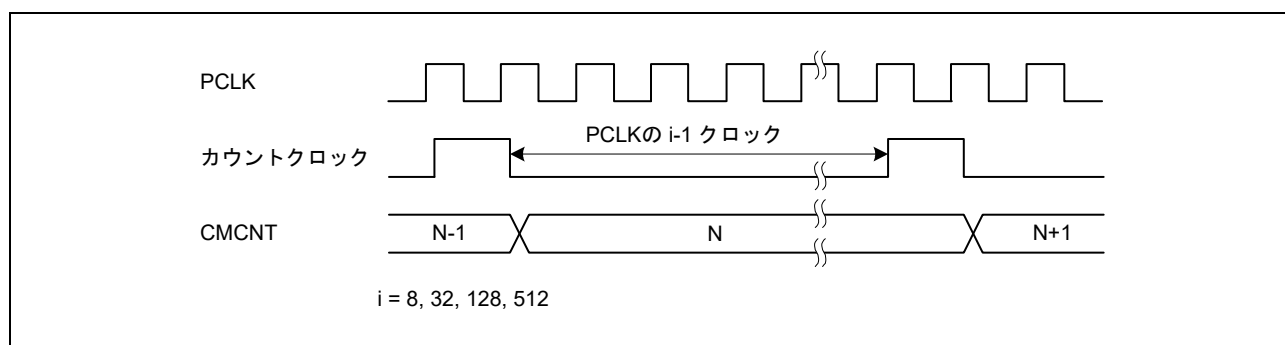 PCLK
PCLKの i-1 クロック
カウントクロック
CMCNT
N-1
N
N+1
i = 8, 32, 128, 512